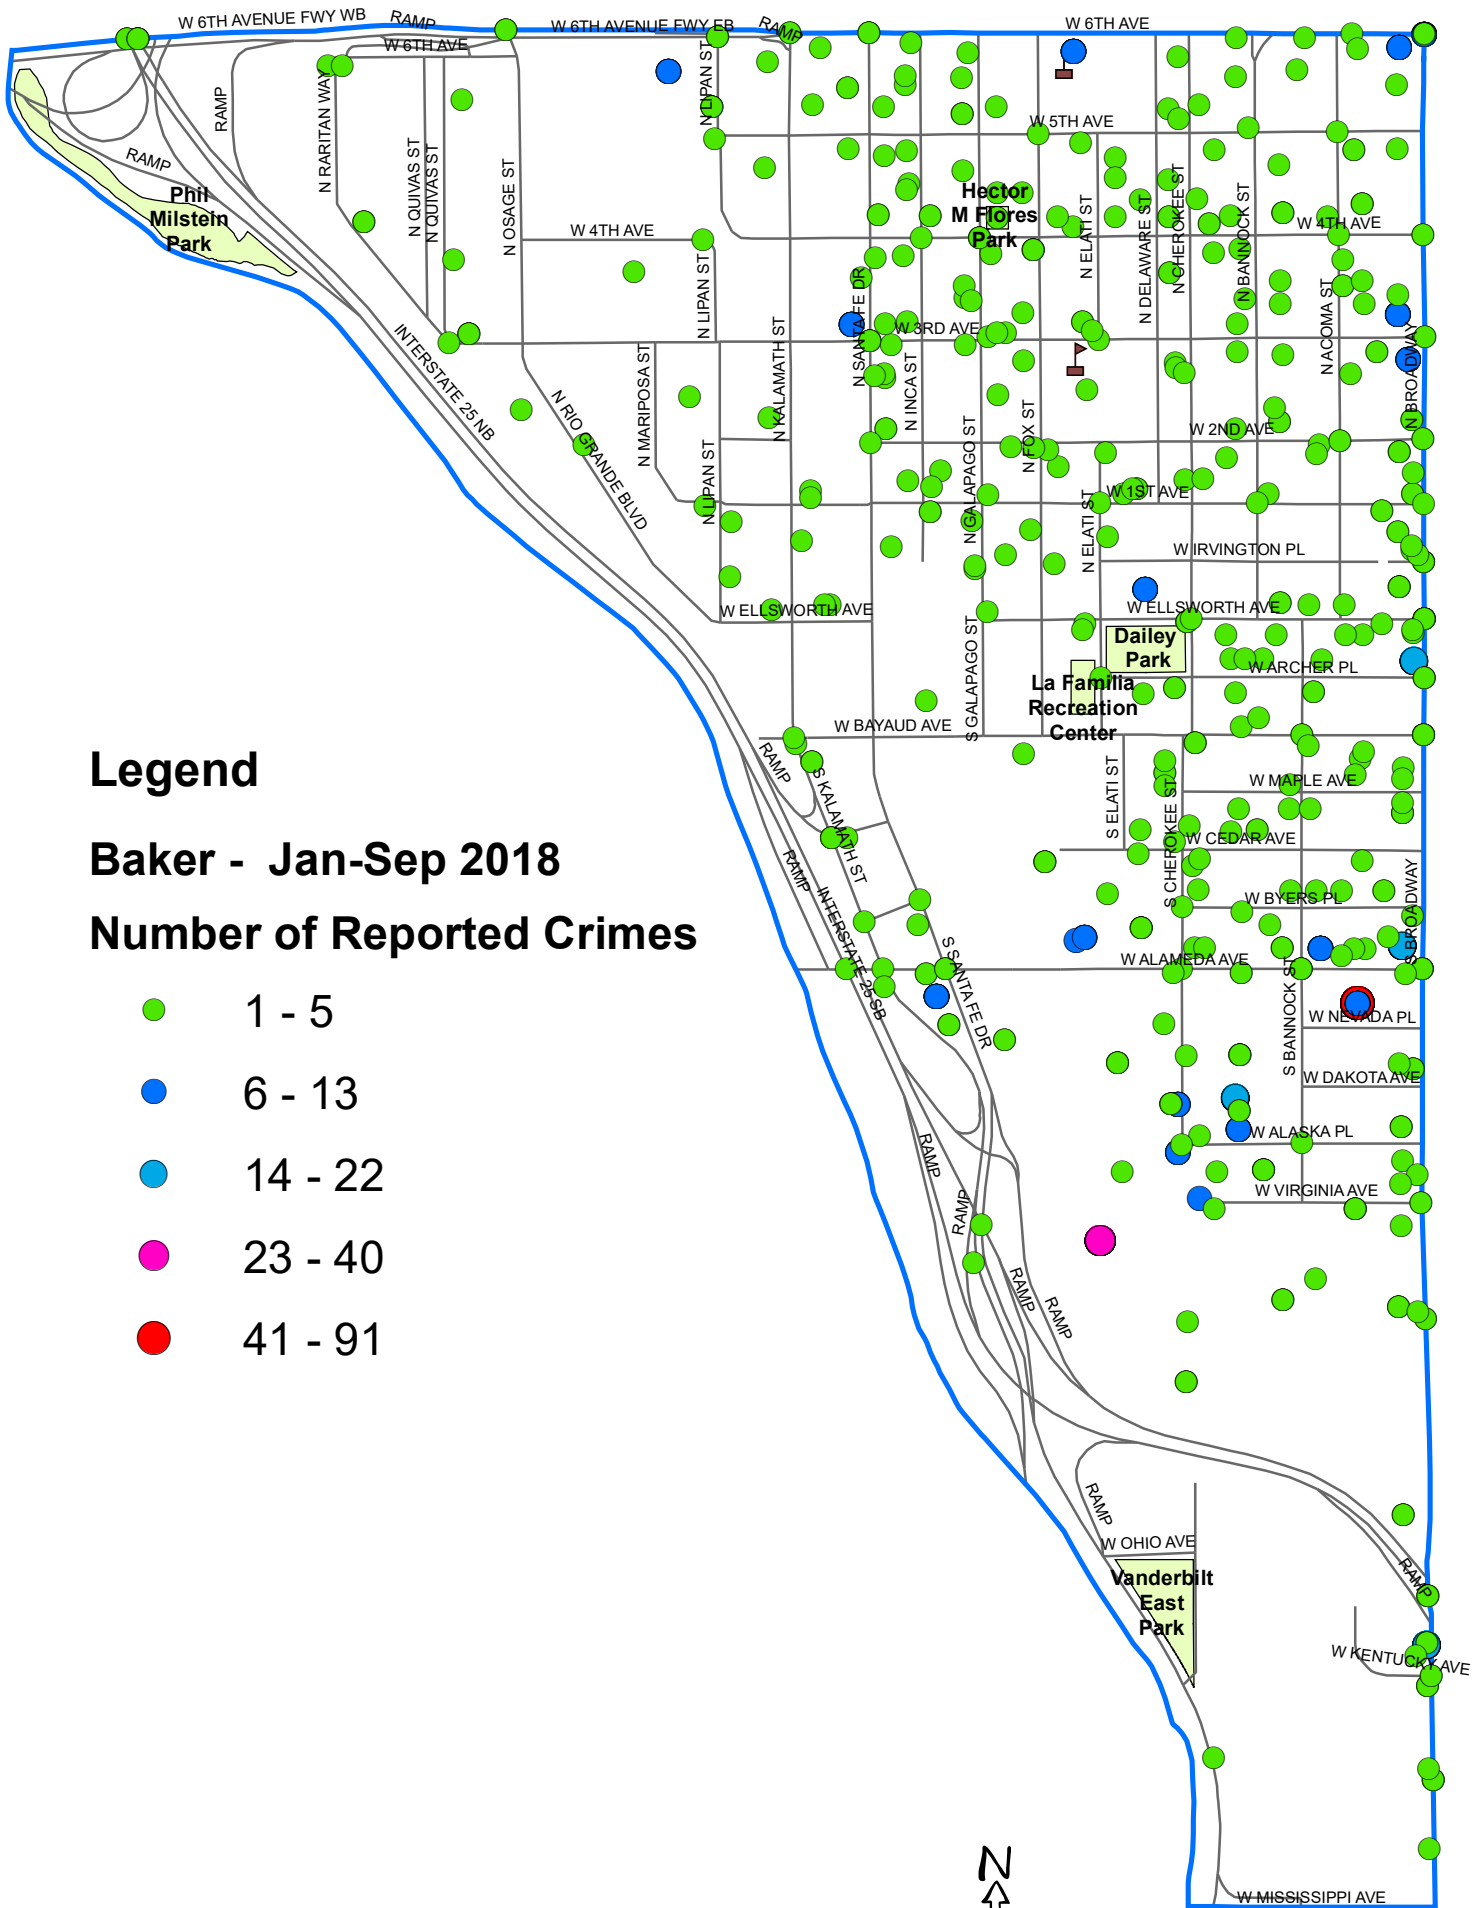 W 6TH AVENUE FWY WB
RAMP
W 6TH AVENUE FWY EB
RAMP
W 6TH AVE
W 6TH AVE
N RARITAN WAY
RAMP
RAMP
N QUIVAS ST
N QUIVAS ST
N OSAGE ST
N LIPAN ST
W 5TH AVE
Phil
Milstein
Park
Hector
M Flores
Park
W 4TH AVE
W 4TH AVE
N LIPAN ST
N KALAMATH ST
N SANTA FE DR
N INCA ST
N ELATI ST
N DELAWARE ST
N CHEROKEE ST
N BANNOCK ST
N ACOMA ST
N BROADWAY
W 3RD AVE
INTERSTATE 25 NB
N RIO GRANDE BLVD
N MARIPOSA ST
N LIPAN ST
N GALAPAGO ST
N FOX ST
W 2ND AVE
W 1ST AVE
N ELATI ST
W IRVINGTON PL
W ELLSWORTH AVE
W ELLSWORTH AVE
Dailey
Park
S GALAPAGO ST
W ARCHER PL
La Familia
Recreation
Center
W BAYAUD AVE
RAMP
S KALAMATH ST
S ELATI ST
S CHEROKEE ST
W MAPLE AVE
Legend
Baker - Jan-Sep 2018
Number of Reported Crimes
1 - 5
6 - 13
14 - 22
23 - 40
41 - 91
W CEDAR AVE
RAMP
INTERSTATE 25 SB
W BYERS PL
S BROADWAY
S SANTA FE DR
W ALAMEDA AVE
S BANNOCK ST
W NEVADA PL
W DAKOTA AVE
W ALASKA PL
RAMP
RAMP
W VIRGINIA AVE
RAMP
RAMP
RAMP
W OHIO AVE
Vanderbilt
East
Park
RAMP
W KENTUCKY AVE
N
W MISSISSIPPI AVE